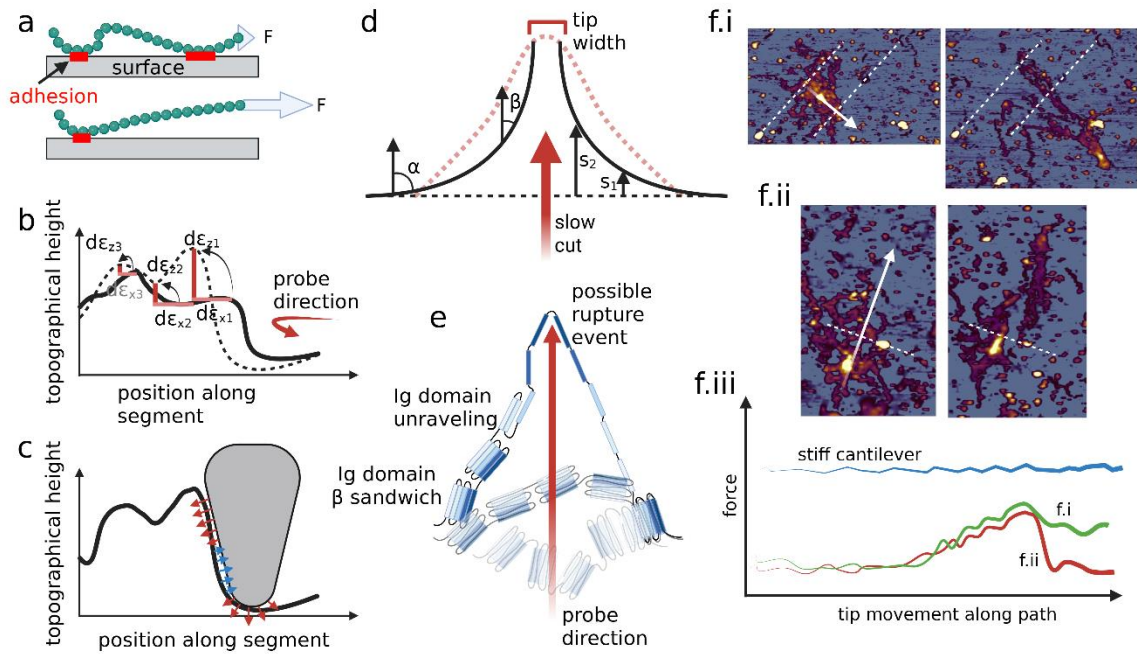 a
F
surface
adhesion
F
b
topographical height
dεz3
dεz2
dεz1
dεx3
dεx2
dεx1
probe
direction
position along
segment
c
topographical height
position along segment
d
tip
width
β
α
s2
s1
slow
cut
e
possible
rupture
event
Ig domain
unraveling
Ig domain
β sandwich
probe
direction
f.i
f.ii
f.iii
force
stiff cantilever
f.i
f.ii
tip movement along path